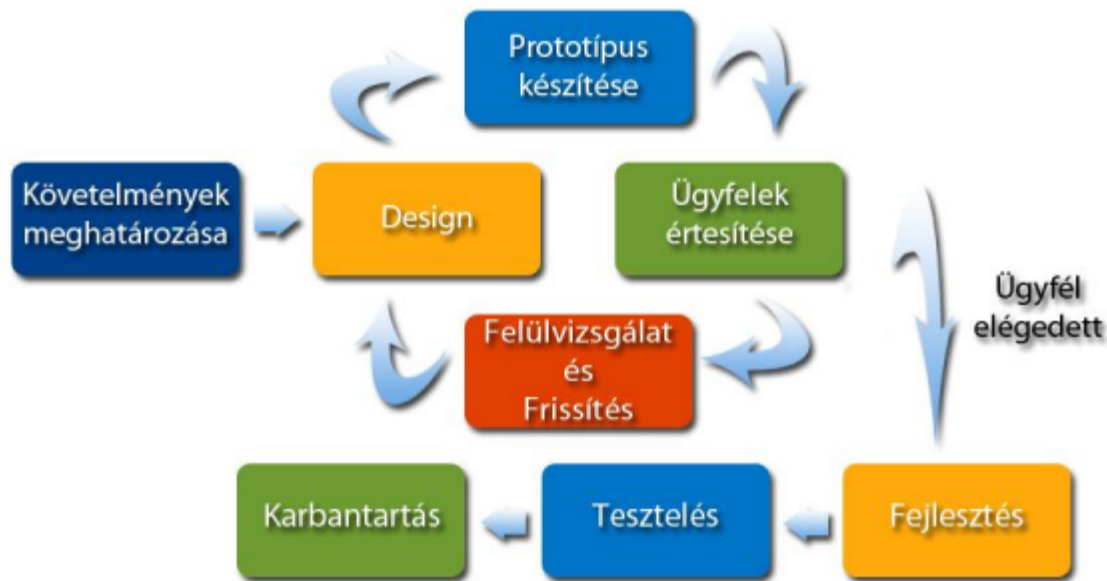 Prototípus
készítése
Követelmények
meghatározása
Design
Ügyfelek
értesítése
Ügyfél
elégedett
Felülvizsgálat
és
Frissítés
Karbantartás
Tesztelés
Fejlesztés